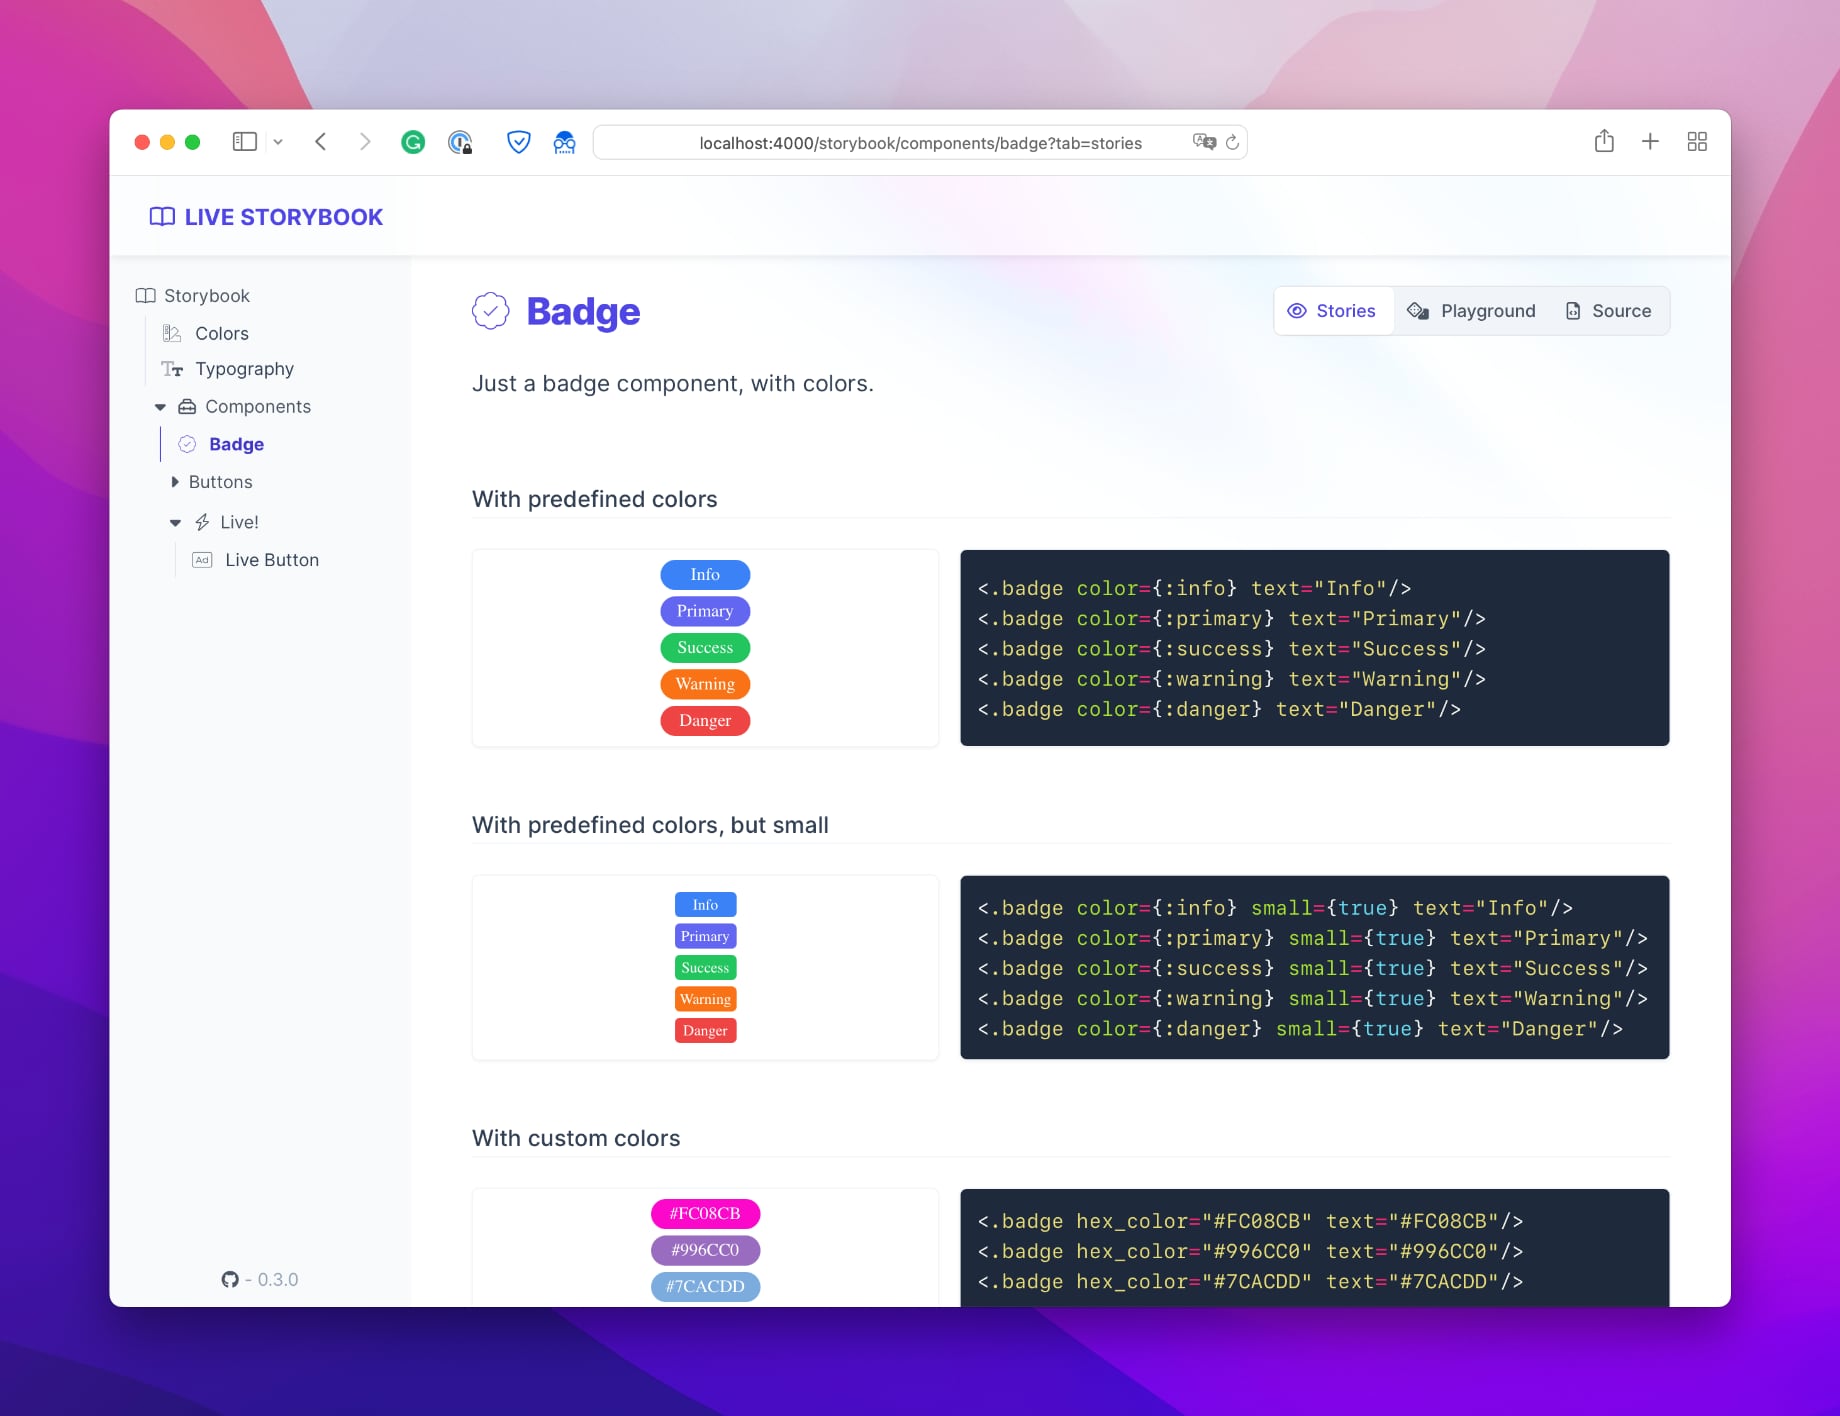 localhost:4000/storybook/components/badge?tab=stories
LIVE STORYBOOK
Storybook
Colors
Typography
Components
Badge
Buttons
Live!
Ad Live Button
- 0.3.0
Badge
Stories
Playground
Source
Just a badge component, with colors.
With predefined colors
Info
Primary
Success
Warning
Danger
<.badge color={:info} text="Info"/>
<.badge color={:primary} text="Primary"/>
<.badge color={:success} text="Success"/>
<.badge color={:warning} text="Warning"/>
<.badge color={:danger} text="Danger"/>
With predefined colors, but small
Info
Primary
Success
Warning
Danger
<.badge color={:info} small={true} text="Info"/>
<.badge color={:primary} small={true} text="Primary"/>
<.badge color={:success} small={true} text="Success"/>
<.badge color={:warning} small={true} text="Warning"/>
<.badge color={:danger} small={true} text="Danger"/>
With custom colors
#FC08CB
#996CC0
#7CACDD
<.badge hex_color="#FC08CB" text="#FC08CB"/>
<.badge hex_color="#996CC0" text="#996CC0"/>
<.badge hex_color="#7CACDD" text="#7CACDD"/>